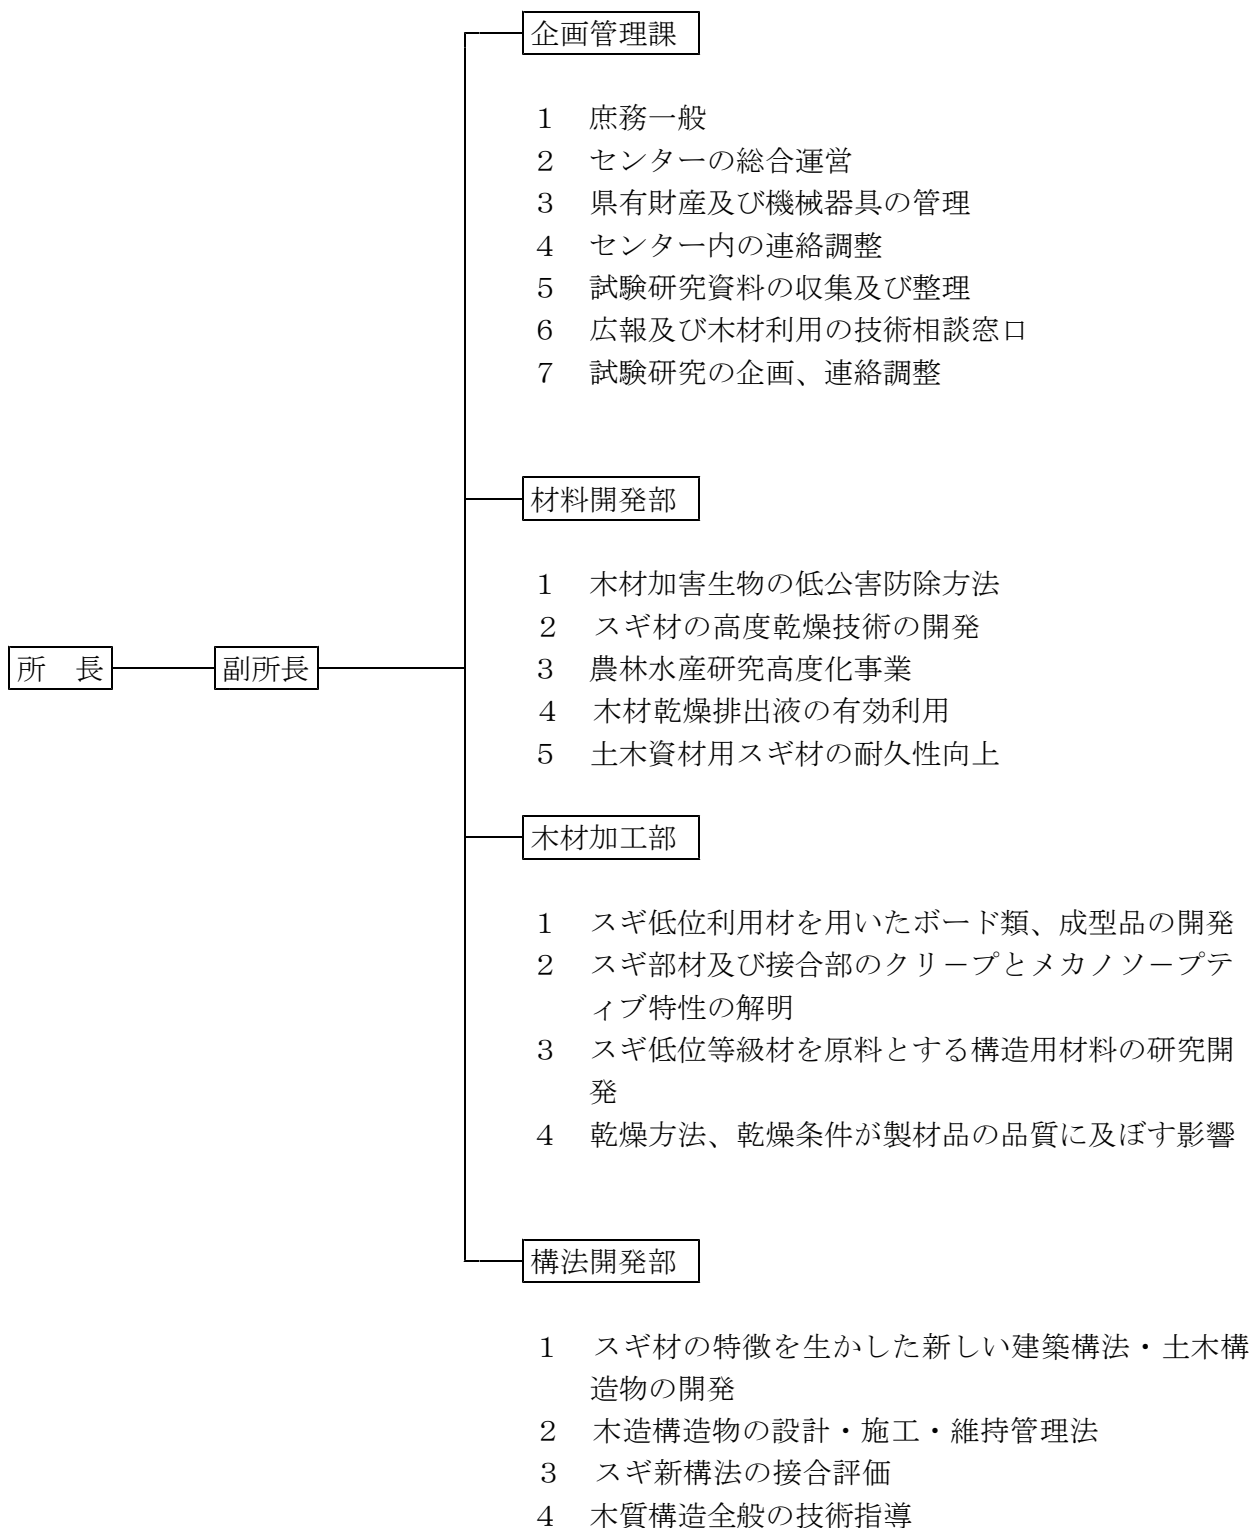 企画管理課
１　庶務一般
２　センターの総合運営
３　県有財産及び機械器具の管理
４　センター内の連絡調整
５　試験研究資料の収集及び整理
６　広報及び木材利用の技術相談窓口
７　試験研究の企画、連絡調整
材料開発部
１　木材加害生物の低公害防除方法
２　スギ材の高度乾燥技術の開発
所　長
副所長
３　農林水産研究高度化事業
４　木材乾燥排出液の有効利用
５　土木資材用スギ材の耐久性向上
木材加工部
１　スギ低位利用材を用いたボード類、成型品の開発
２　スギ部材及び接合部のクリープとメカノソープテ
ィブ特性の解明
３　スギ低位等級材を原料とする構造用材料の研究開
発
４　乾燥方法、乾燥条件が製材品の品質に及ぼす影響
構法開発部
１　スギ材の特徴を生かした新しい建築構法・土木構
造物の開発
２　木造構造物の設計・施工・維持管理法
３　スギ新構法の接合評価
４　木質構造全般の技術指導